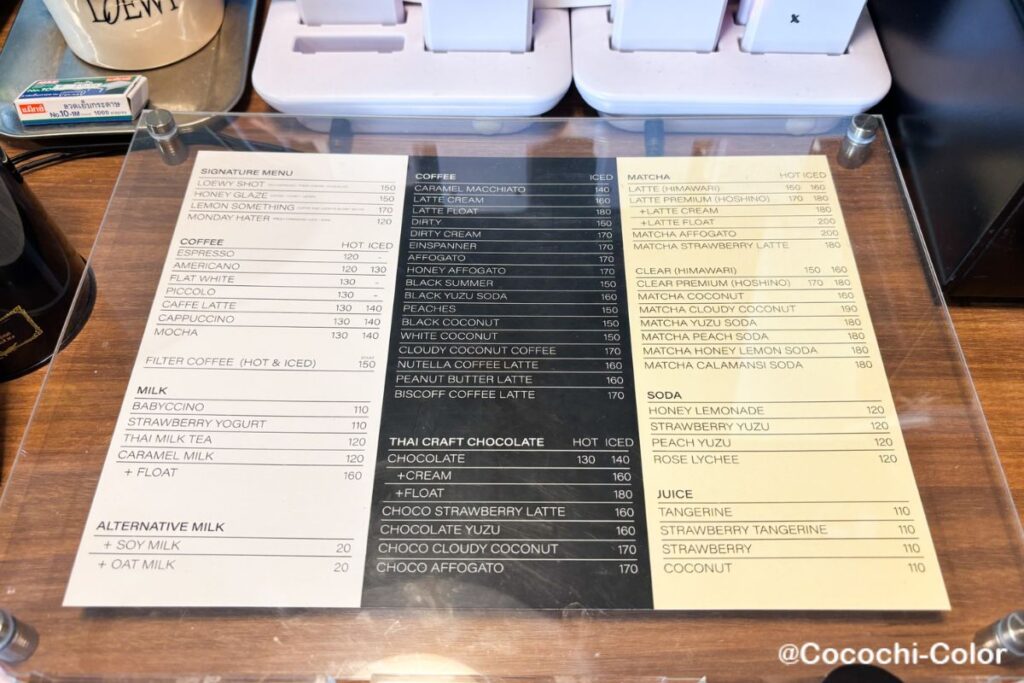 LOEWY
ลวดเย็บกระดาษ
No.10-1M
SIGNATURE MENU
LOEWY SHOT 150
HONEY GLAZE 150
LEMON SOMETHING 170
MONDAY HATER 120
COFFEE HOT ICED
ESPRESSO 120 -
AMERICANO 120 130
FLAT WHITE 130 -
PICCOLO 130 -
CAFFE LATTE 130 140
CAPPUCCINO 130 140
MOCHA 130 140
FILTER COFFEE (HOT & ICED) 150
MILK
BABYCCINO 110
STRAWBERRY YOGURT 110
THAI MILK TEA 120
CARAMEL MILK 120
+ FLOAT 160
ALTERNATIVE MILK
+ SOY MILK 20
+ OAT MILK 20
COFFEE ICED
CARAMEL MACCHIATO 140
LATTE CREAM 160
LATTE FLOAT 180
DIRTY 150
DIRTY CREAM 170
EINSPANNER 170
AFFOGATO 170
HONEY AFFOGATO 170
BLACK SUMMER 150
BLACK YUZU SODA 160
PEACHES 150
BLACK COCONUT 150
WHITE COCONUT 150
CLOUDY COCONUT COFFEE 170
NUTELLA COFFEE LATTE 160
PEANUT BUTTER LATTE 160
BISCOFF COFFEE LATTE 170
THAI CRAFT CHOCOLATE HOT ICED
CHOCOLATE 130 140
+CREAM 160
+FLOAT 180
CHOCO STRAWBERRY LATTE 160
CHOCOLATE YUZU 160
CHOCO CLOUDY COCONUT 170
CHOCO AFFOGATO 170
MATCHA HOT ICED
LATTE (HIMAWARI) 150 160
LATTE PREMIUM (HOSHINO) 170 180
+LATTE CREAM 180
+LATTE FLOAT 200
MATCHA AFFOGATO 200
MATCHA STRAWBERRY LATTE 180
CLEAR (HIMAWARI) 150 160
CLEAR PREMIUM (HOSHINO) 170 180
MATCHA COCONUT 160
MATCHA CLOUDY COCONUT 190
MATCHA YUZU SODA 180
MATCHA PEACH SODA 180
MATCHA HONEY LEMON SODA 180
MATCHA CALAMANSI SODA 180
SODA
HONEY LEMONADE 120
STRAWBERRY YUZU 120
PEACH YUZU 120
ROSE LYCHEE 120
JUICE
TANGERINE 110
STRAWBERRY TANGERINE 110
STRAWBERRY 110
COCONUT 110
@Cocochi-Color